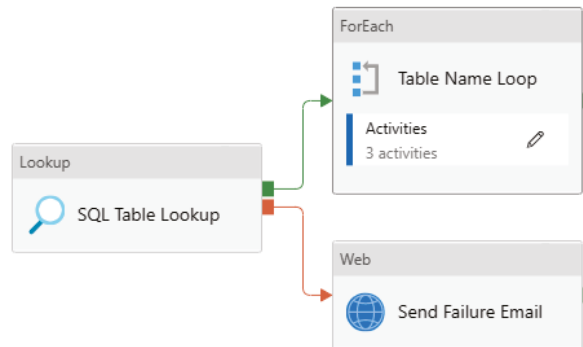 ForEach
Table Name Loop
Activities
3 activities
Lookup
SQL Table Lookup
Web
Send Failure Email